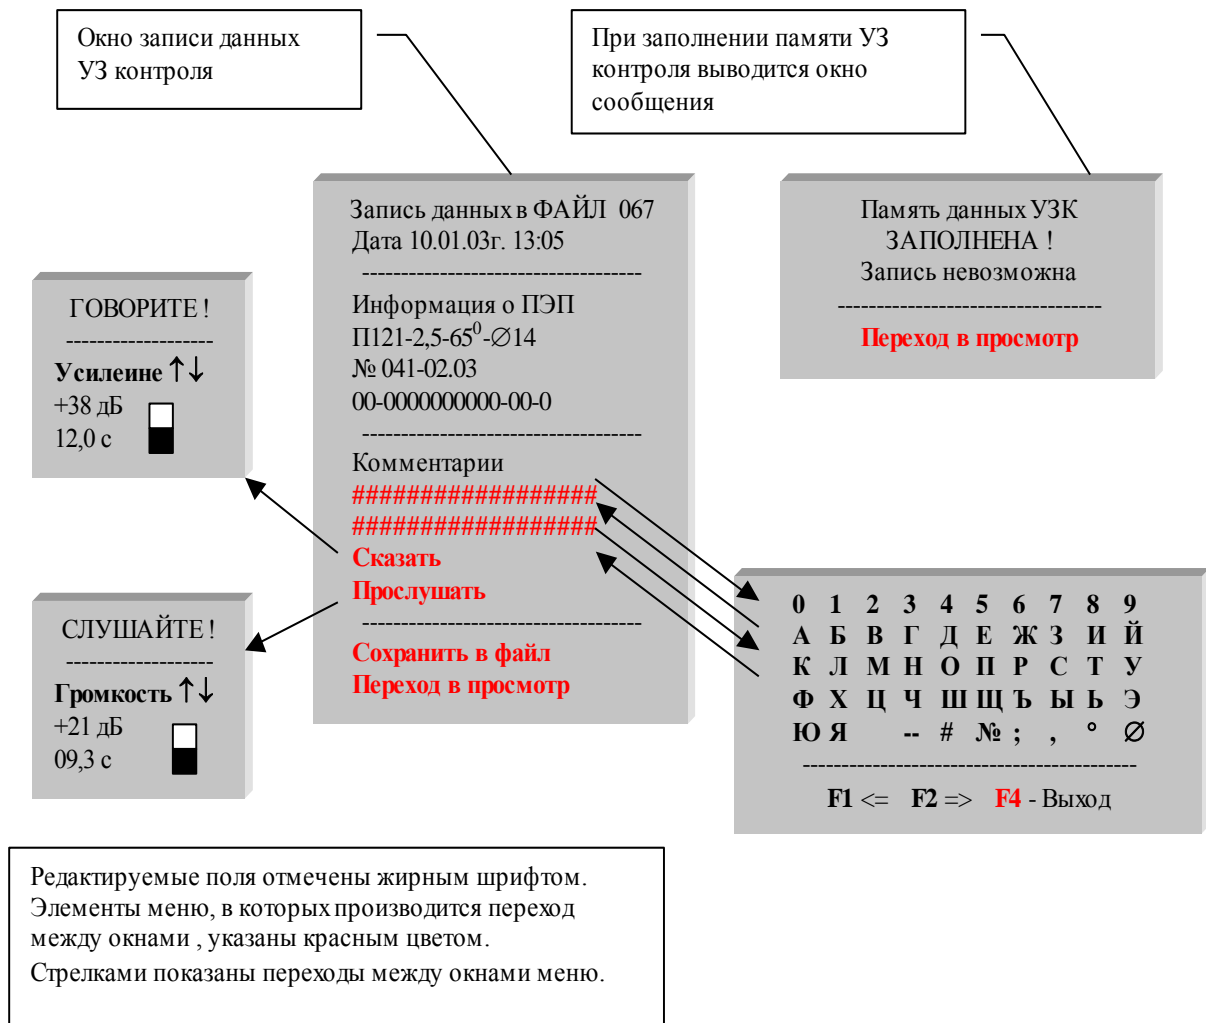 Окно записи данных
УЗ контроля
При заполнении памяти УЗ
контроля выводится окно
сообщения
Запись данных в ФАЙЛ 067
Дата 10.01.03г. 13:05
------------------------------------
Информация о ПЭП
П121-2,5-65⁰-∅14
№ 041-02.03
00-0000000000-00-0
------------------------------------
Комментарии
##################
##################
Сказать
Прослушать
------------------------------------
Сохранить в файл
Переход в просмотр
Память данных УЗК
ЗАПОЛНЕНА !
Запись невозможна
----------------------------------
Переход в просмотр
ГОВОРИТЕ !
-------------------
Усилеине ↑↓
+38 дБ
12,0 с
СЛУШАЙТЕ !
-------------------
Громкость ↑↓
+21 дБ
09,3 с
0 1 2 3 4 5 6 7 8 9
А Б В Г Д Е Ж З И Й
К Л М Н О П Р С Т У
Ф Х Ц Ч Ш Щ Ъ Ы Ь Э
Ю Я -- # № ; , ° ∅
-------------------------------------------
F1 <= F2 => F4 - Выход
Редактируемые поля отмечены жирным шрифтом.
Элементы меню, в которых производится переход
между окнами , указаны красным цветом.
Стрелками показаны переходы между окнами меню.